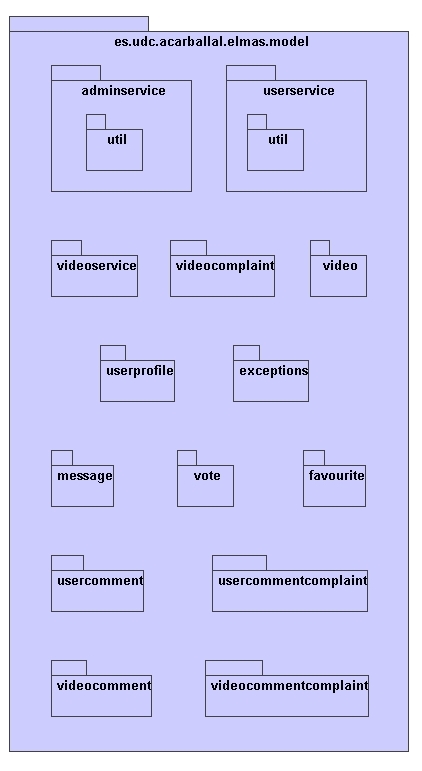 es.udc.acarballal.elmas.model
adminservice
userservice
util
util
videoservice
videocomplaint
video
userprofile
exceptions
message
vote
favourite
usercomment
usercommentcomplaint
videocomment
videocommentcomplaint